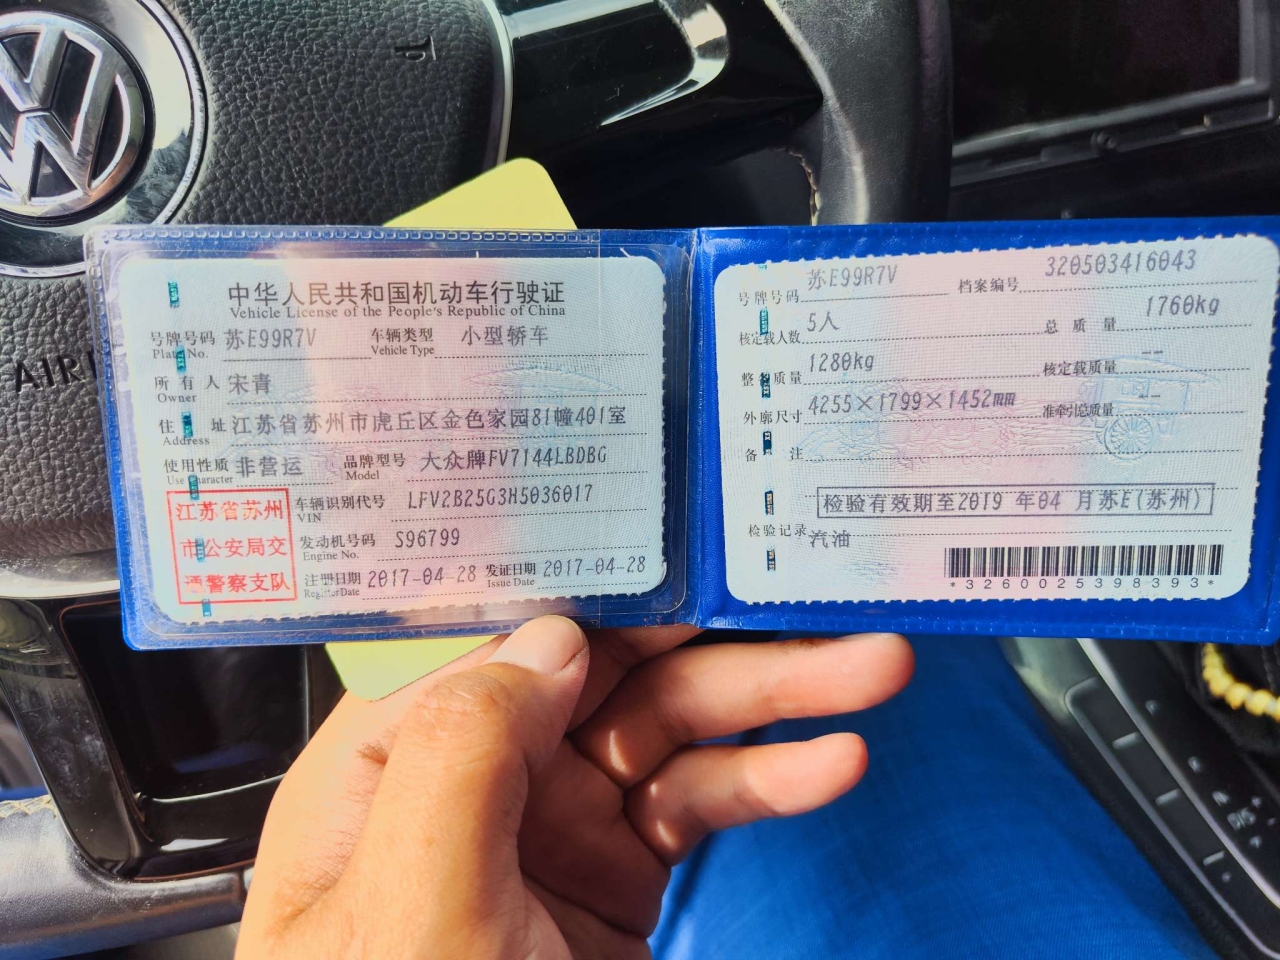 AIR
中华人民共和国机动车行驶证
Vehicle License of the People's Republic of China
号牌号码 苏E99R7V 车辆类型 小型轿车
Plate No. Vehicle Type
所有人 宋青
Owner
住址 江苏省苏州市虎丘区金色家园81幢401室
Address
使用性质 非营运 品牌型号 大众牌FV7144LBDBG
Use Character Model
江苏省苏州
市公安局交
通警察支队
车辆识别代号 LFV2B25G3H5036017
VIN
发动机号码 S96799
Engine No.
注册日期 2017-04-28 发证日期 2017-04-28
Register Date Issue Date
号牌号码 苏E99R7V 档案编号 320503416043
核定载人数 5人 总质量 1760kg
整备质量 1280kg 核定载质量 --
外廓尺寸 4255×1799×1452mm 准牵引总质量 --
备注
检验有效期至2019 年04 月苏E(苏州)
检验记录 汽油
*3260025398393*